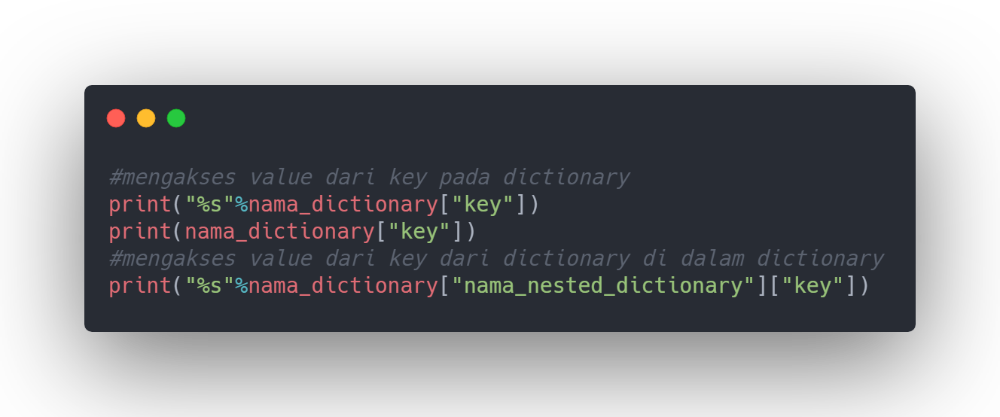 #mengakses value dari key pada dictionary
print("%s"%nama_dictionary["key"])
print(nama_dictionary["key"])
#mengakses value dari key dari dictionary di dalam dictionary
print("%s"%nama_dictionary["nama_nested_dictionary"]["key"])